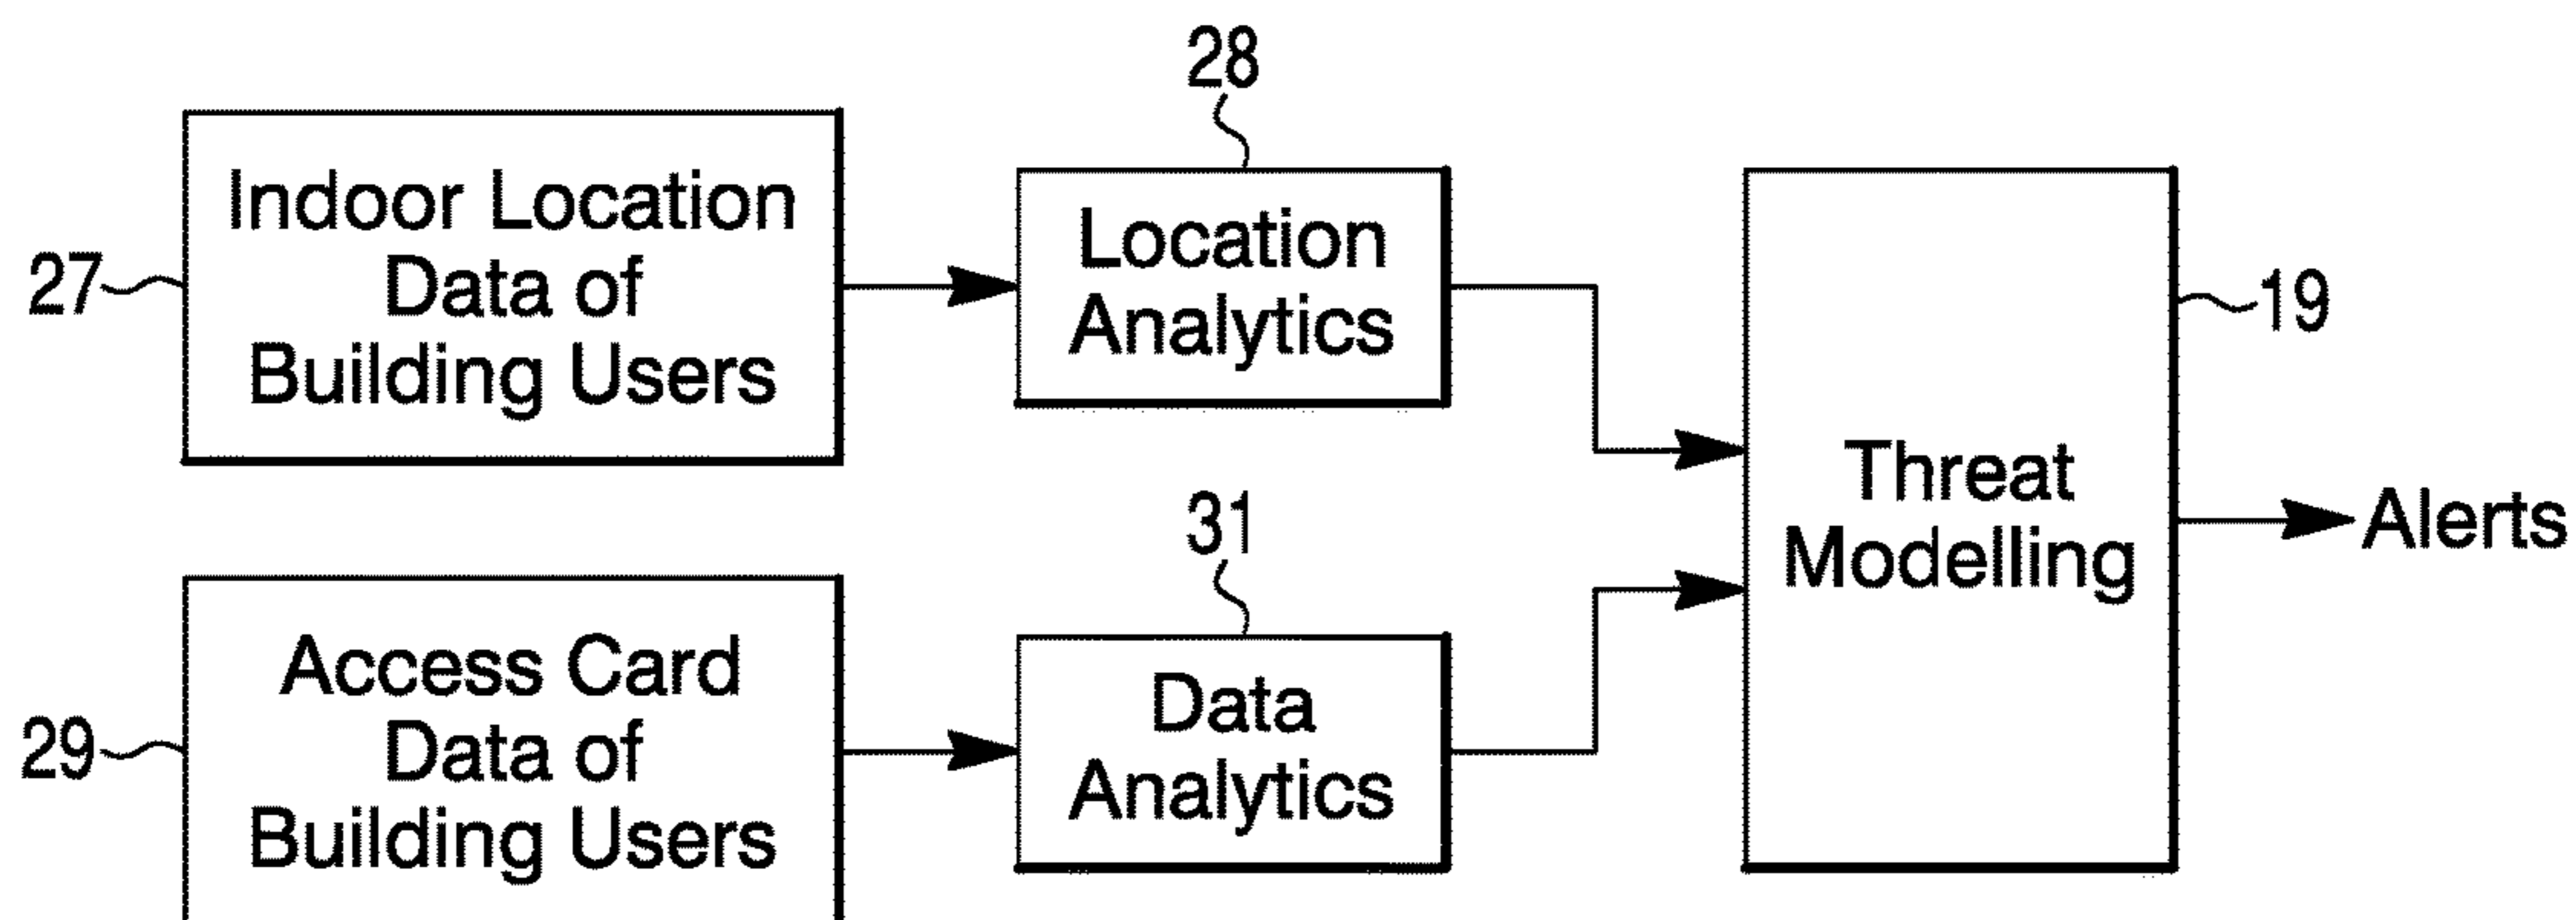 28
Indoor Location
Data of
Building Users
27
Location
Analytics
19
Threat
Modelling
Alerts
31
Access Card
Data of
Building Users
29
Data
Analytics